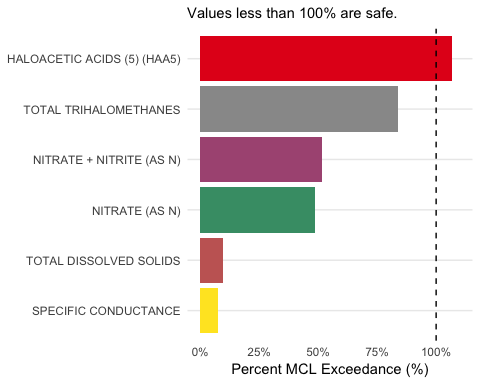 Values less than 100% are safe.
HALOACETIC ACIDS (5) (HAA5)
TOTAL TRIHALOMETHANES
NITRATE + NITRITE (AS N)
NITRATE (AS N)
TOTAL DISSOLVED SOLIDS
SPECIFIC CONDUCTANCE
0% 25% 50% 75% 100%
Percent MCL Exceedance (%)